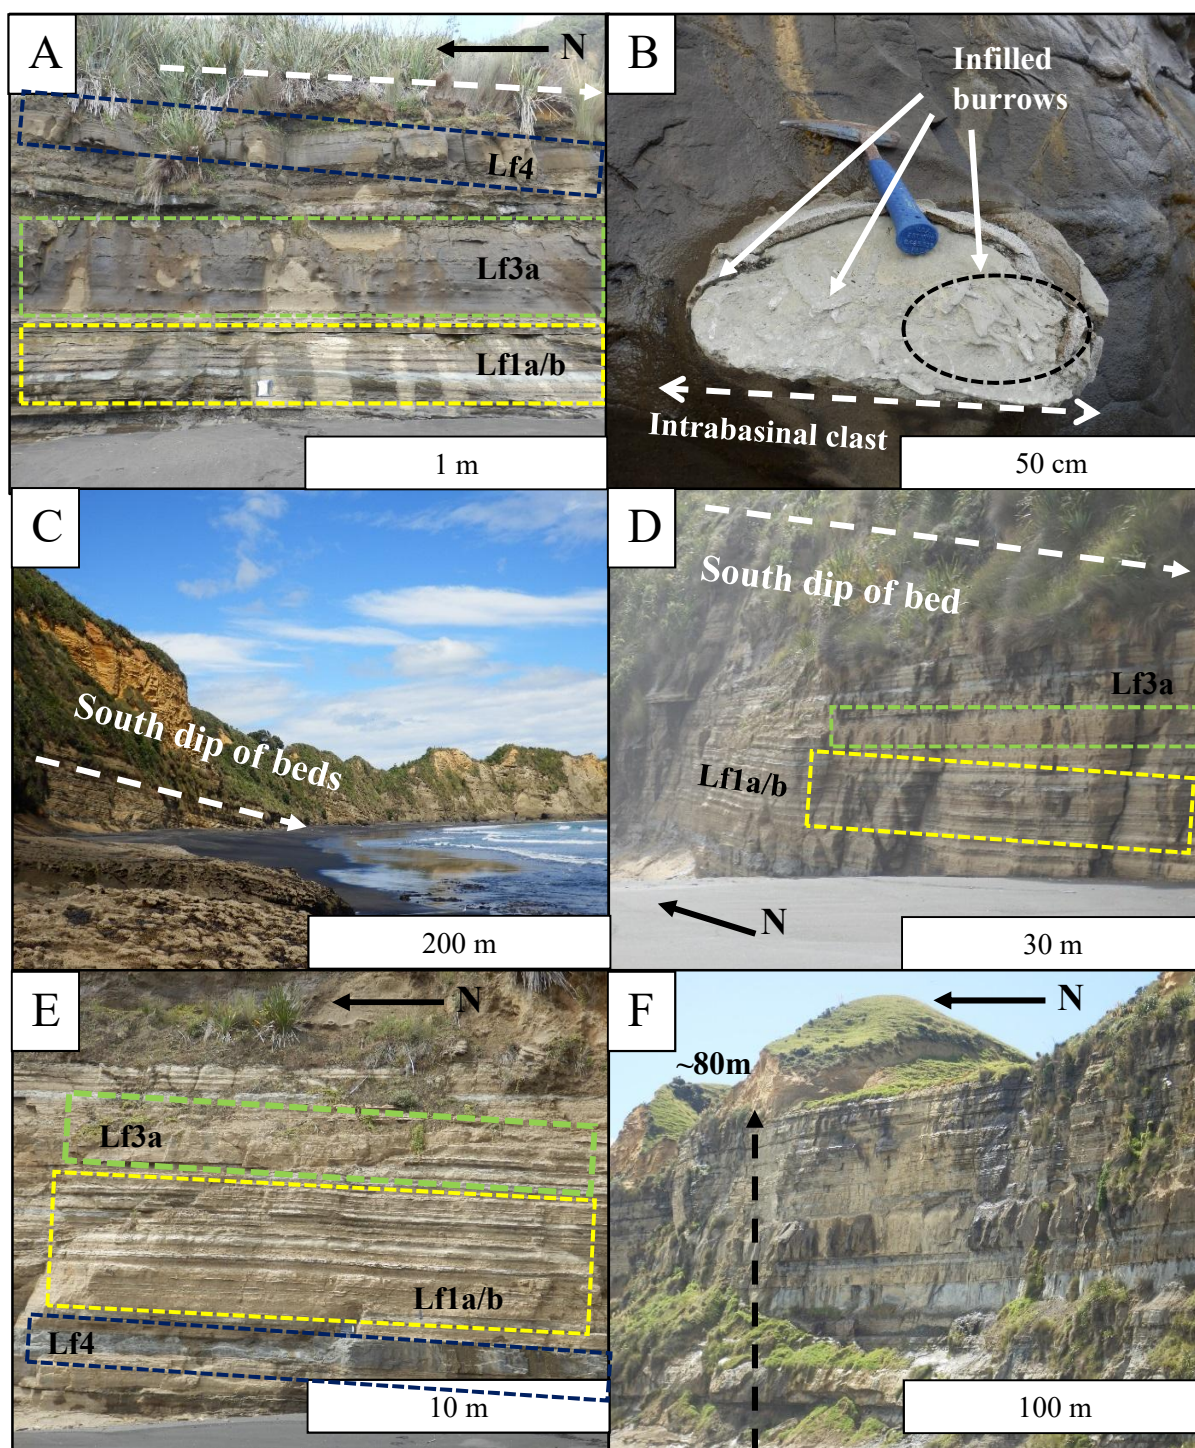 A
N
Lf4
Lf3a
Lf1a/b
1 m
B
Infilled
burrows
Intrabasinal clast
50 cm
C
South dip of beds
200 m
D
South dip of bed
Lf3a
Lf1a/b
N
30 m
E
N
Lf3a
Lf1a/b
Lf4
10 m
F
N
~80m
100 m